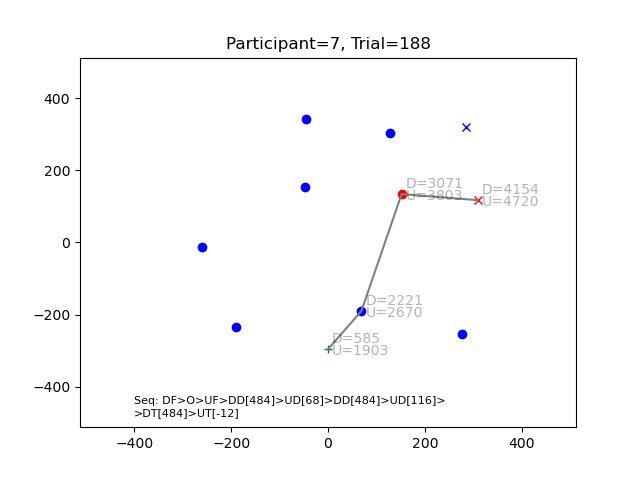 Participant=7, Trial=188
400
200
0
−200
−400
D=3071
U=3803
D=4154
U=4720
D=2221
U=2670
D=585
U=1903
Seq: DF>O>UF>DD[484]>UD[68]>DD[484]>UD[116]>
>DT[484]>UT[-12]
−400
−200
0
200
400